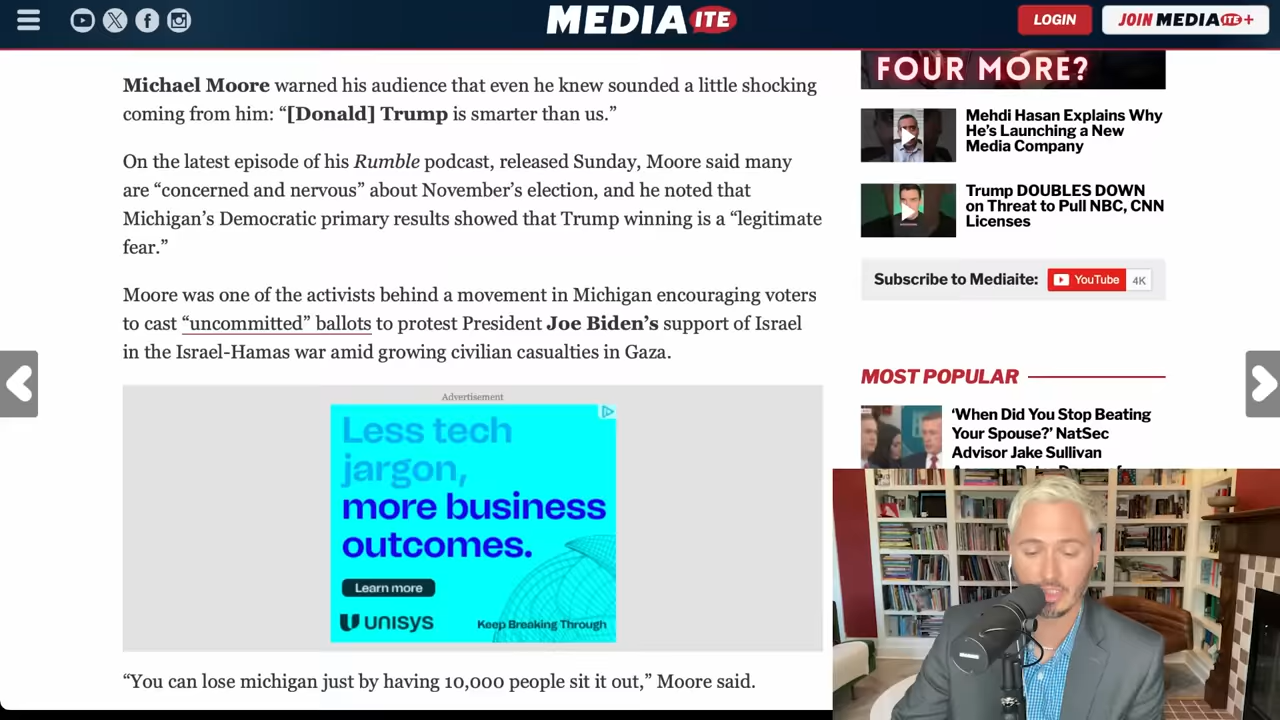 MEDIAITE
LOGIN
JOIN MEDIAITE+
Michael Moore warned his audience that even he knew sounded a little shocking
coming from him: “[Donald] Trump is smarter than us.”
On the latest episode of his Rumble podcast, released Sunday, Moore said many
are “concerned and nervous” about November’s election, and he noted that
Michigan’s Democratic primary results showed that Trump winning is a “legitimate
fear.”
Moore was one of the activists behind a movement in Michigan encouraging voters
to cast “uncommitted” ballots to protest President Joe Biden’s support of Israel
in the Israel-Hamas war amid growing civilian casualties in Gaza.
Advertisement
Less tech
jargon,
more business
outcomes.
Learn more
UNISYS
Keep Breaking Through
“You can lose michigan just by having 10,000 people sit it out,” Moore said.
FOUR MORE?
Mehdi Hasan Explains Why
He’s Launching a New
Media Company
Trump DOUBLES DOWN
on Threat to Pull NBC, CNN
Licenses
Subscribe to Mediaite:
YouTube
4K
MOST POPULAR
‘When Did You Stop Beating
Your Spouse?’ NatSec
Advisor Jake Sullivan